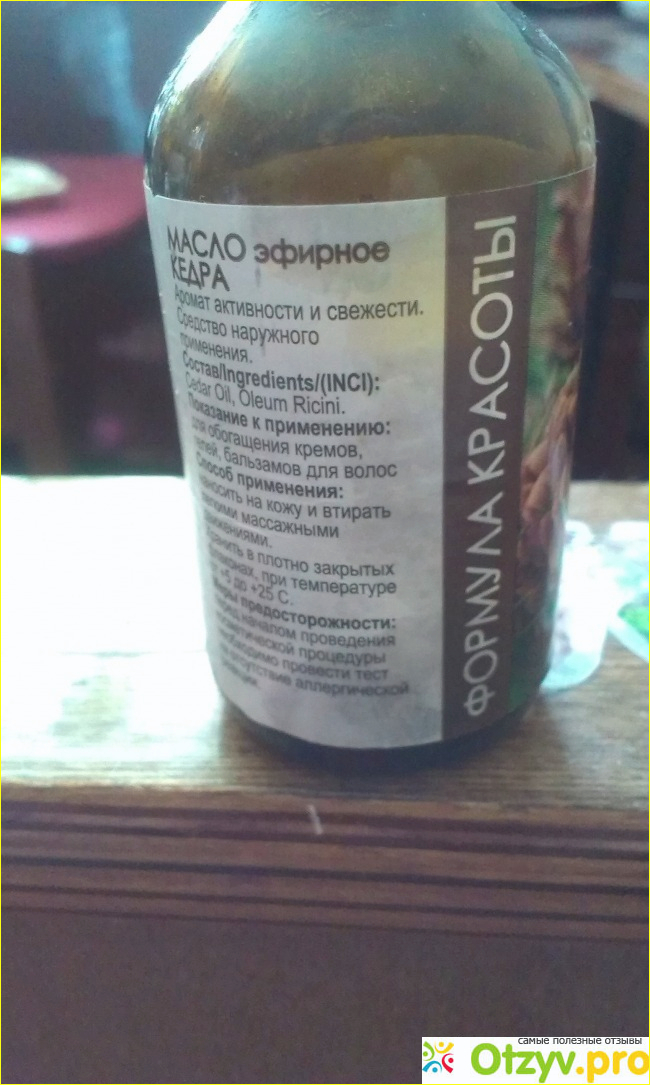 МАСЛО эфирное
КЕДРА
Аромат активности и свежести.
Средство наружного
применения.
Состав/Ingredients/(INCI):
Cedar Oil, Oleum Ricini.
Показание к применению:
для обогащения кремов,
гелей, бальзамов для волос
Способ применения:
наносить на кожу и втирать
легкими массажными
движениями.
Хранить в плотно закрытых
флаконах, при температуре
от +5 до +25 С.
Меры предосторожности:
перед началом проведения
косметической процедуры
необходимо провести тест
на отсутствие аллергической
реакции
ФОРМУЛА КРАСОТЫ
самые полезные отзывы
Otzyv.pro